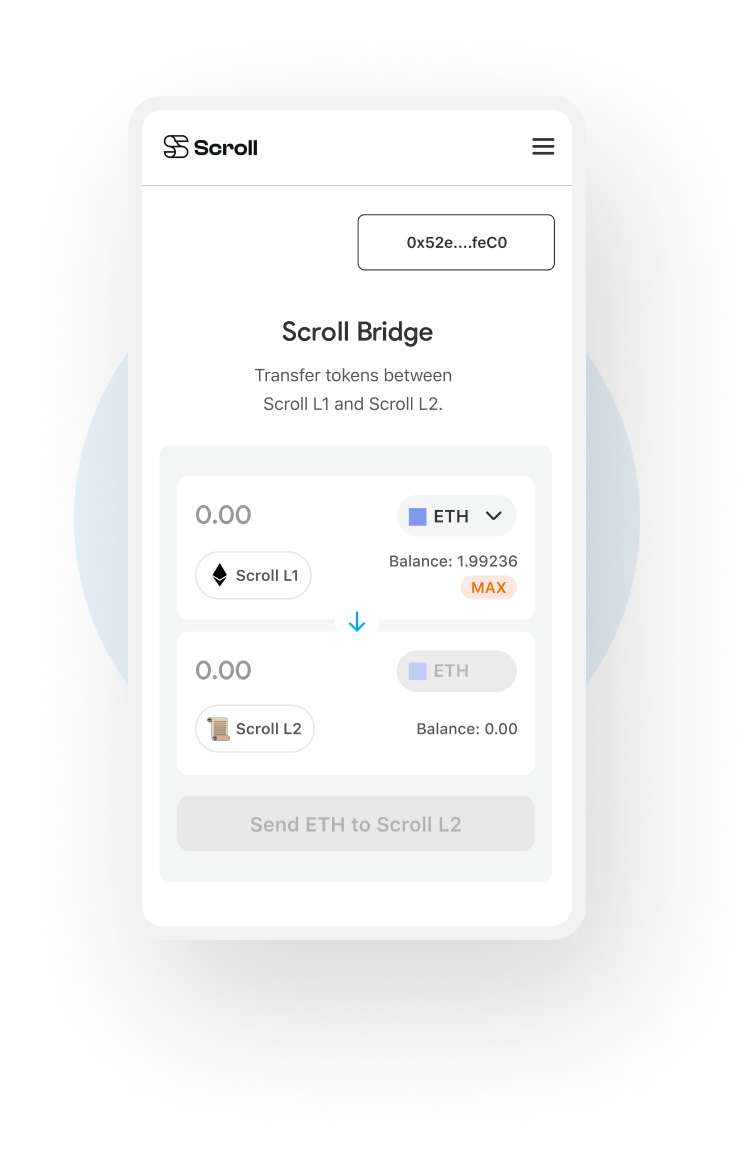 Scroll
0x52e....feC0
Scroll Bridge
Transfer tokens between
Scroll L1 and Scroll L2.
0.00
ETH
Scroll L1
Balance: 1.99236
MAX
0.00
ETH
Scroll L2
Balance: 0.00
Send ETH to Scroll L2